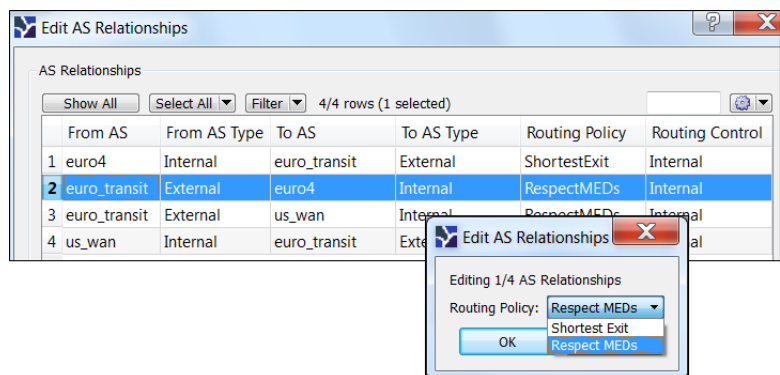 Edit AS Relationships
AS Relationships
Show All Select All Filter 4/4 rows (1 selected)
From AS From AS Type To AS To AS Type Routing Policy Routing Control
1 euro4 Internal euro_transit External ShortestExit Internal
2 euro_transit External euro4 Internal RespectMEDs Internal
3 euro_transit External us_wan Internal RespectMEDs Internal
4 us_wan Internal euro_transit
Edit AS Relationships
Editing 1/4 AS Relationships
Routing Policy: Respect MEDs
Shortest Exit
OK Respect MEDs